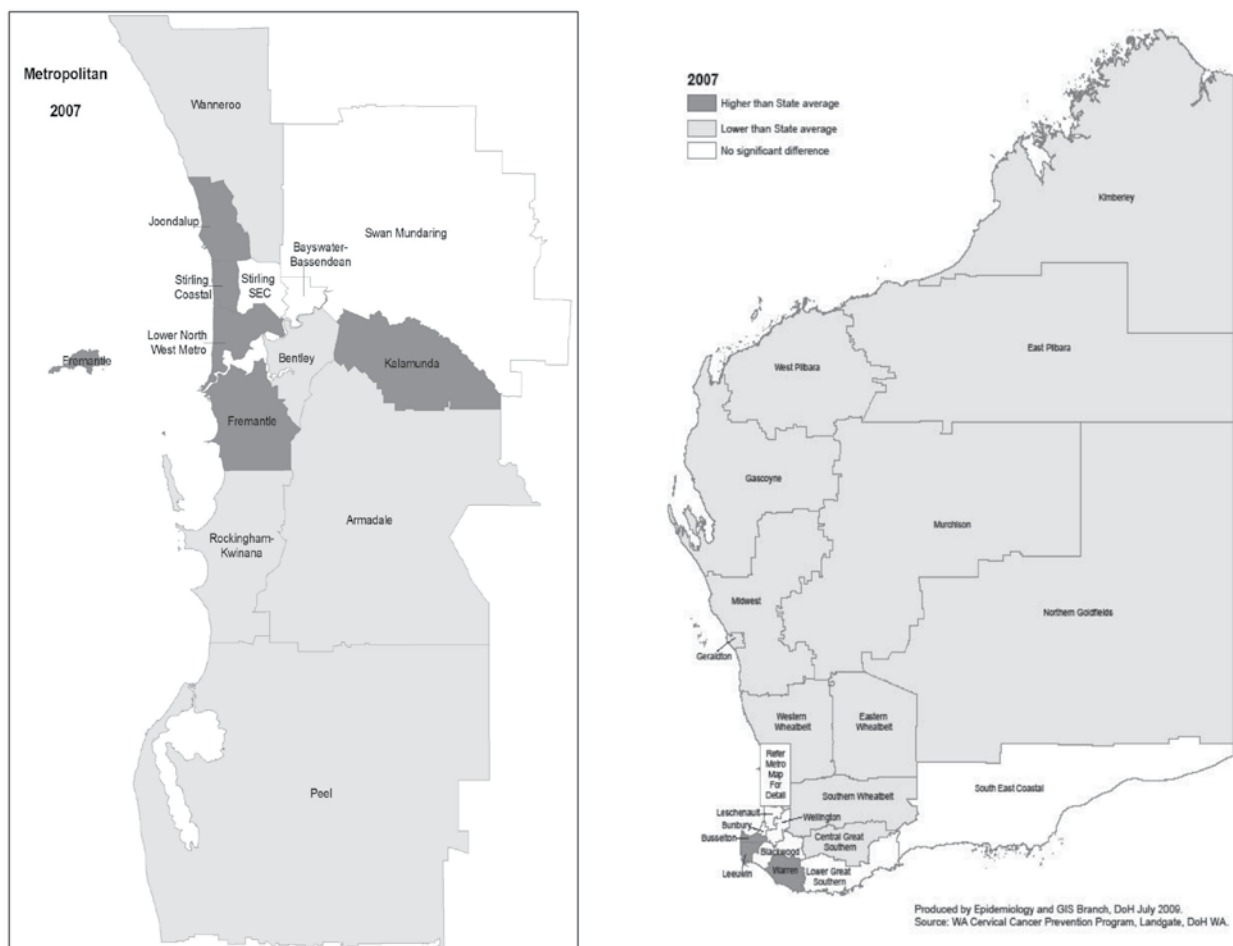 Metropolitan
2007
Wanneroo
Joondalup
Swan Mundaring
Bayswater-
Bassendean
Stirling
Coastal
Stirling
SEC
Lower North
West Metro
Fremantle
Bentley
Kalamunda
Fremantle
Armadale
Rockingham-
Kwinana
Peel
2007
Higher than State average
Lower than State average
No significant difference
Kimberley
East Pilbara
West Pilbara
Gascoyne
Murchison
Midwest
Northern Goldfields
Geraldton
Western
Wheatbelt
Eastern
Wheatbelt
Refer
Metro
Map
For
Detail
South East Coastal
Southern Wheatbelt
Leschenault
Wellington
Bunbury
Busselton
Central Great
Southern
Blackwood
Leeuwin
Warren
Lower Great
Southern
Produced by Epidemiology and GIS Branch, DoH July 2009.
Source: WA Cervical Cancer Prevention Program, Landgate, DoH WA.